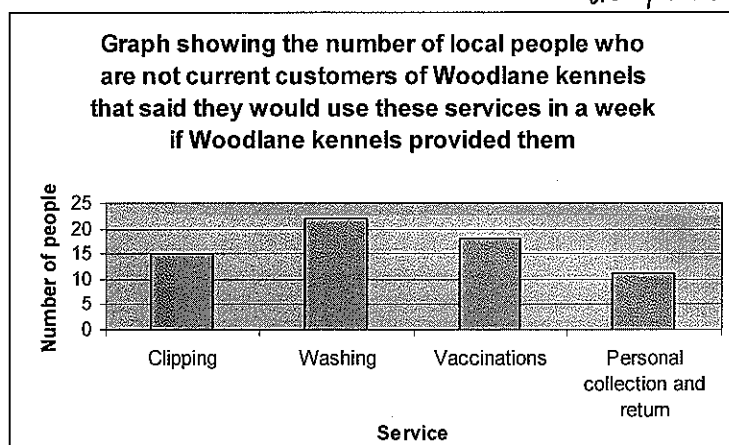 Graph showing the number of local people who
are not current customers of Woodlane kennels
that said they would use these services in a week
if Woodlane kennels provided them
Number of people
25
20
15
10
5
0
Clipping Washing Vaccinations Personal
collection and
return
Service